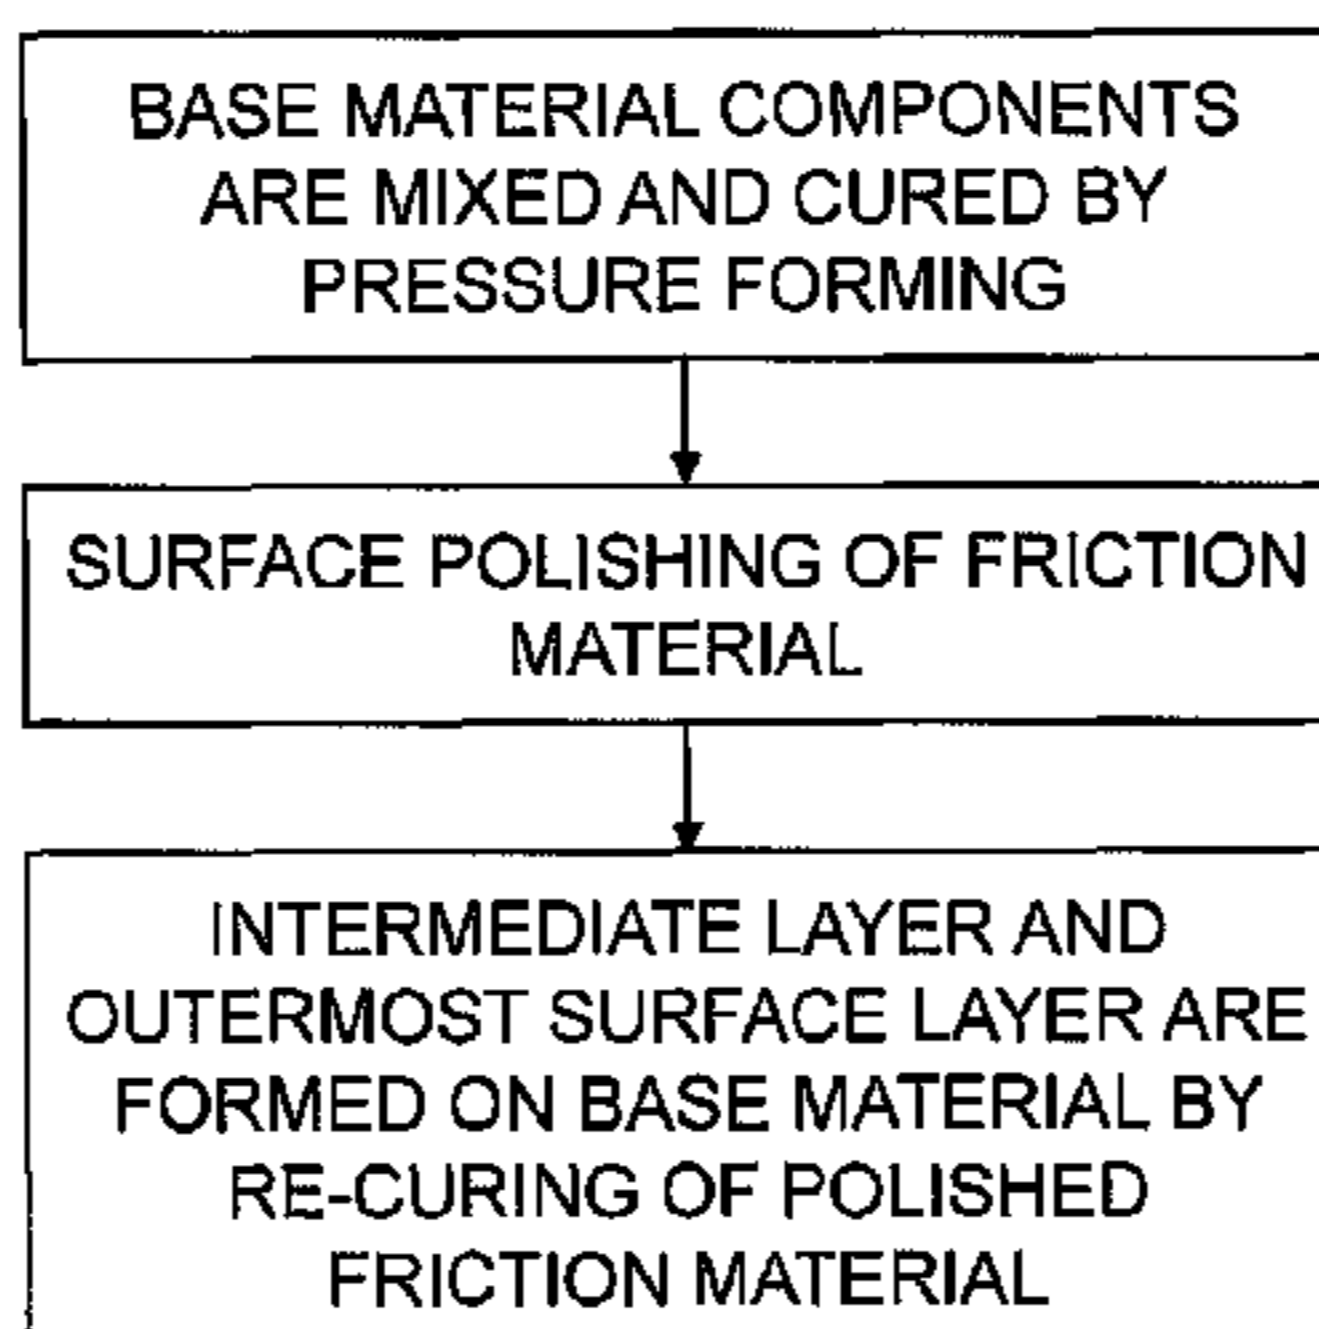 BASE MATERIAL COMPONENTS
ARE MIXED AND CURED BY
PRESSURE FORMING
SURFACE POLISHING OF FRICTION
MATERIAL
INTERMEDIATE LAYER AND
OUTERMOST SURFACE LAYER ARE
FORMED ON BASE MATERIAL BY
RE-CURING OF POLISHED
FRICTION MATERIAL